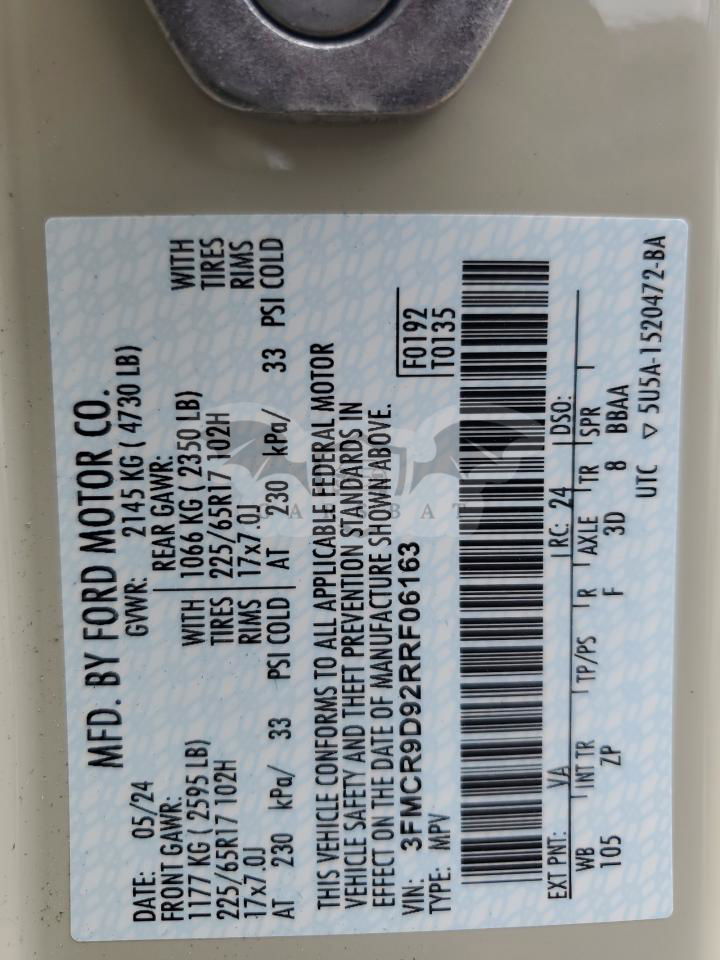 MFD. BY FORD MOTOR CO.
DATE: 05/24 GVWR: 2145 KG ( 4730 LB)
FRONT GAWR: REAR GAWR:
1177 KG ( 2595 LB) WITH 1066 KG ( 2350 LB) WITH
225/65R17 102H TIRES 225/65R17 102H TIRES
17x7.0J RIMS 17x7.0J RIMS
AT 230 kPa/ 33 PSI COLD AT 230 kPa/ 33 PSI COLD
THIS VEHICLE CONFORMS TO ALL APPLICABLE FEDERAL MOTOR
VEHICLE SAFETY AND THEFT PREVENTION STANDARDS IN
EFFECT ON THE DATE OF MANUFACTURE SHOWN ABOVE.
VIN: 3FMCR9D92RRF06163 F0192
TYPE: MPV T0135
EXT PNT: YA RC: 24 DSO:
WB INT TR TP/PS R AXLE TR SPR
105 ZP F 3D 8 BBAA
UTC ▽ 5U5A-1520472-BA